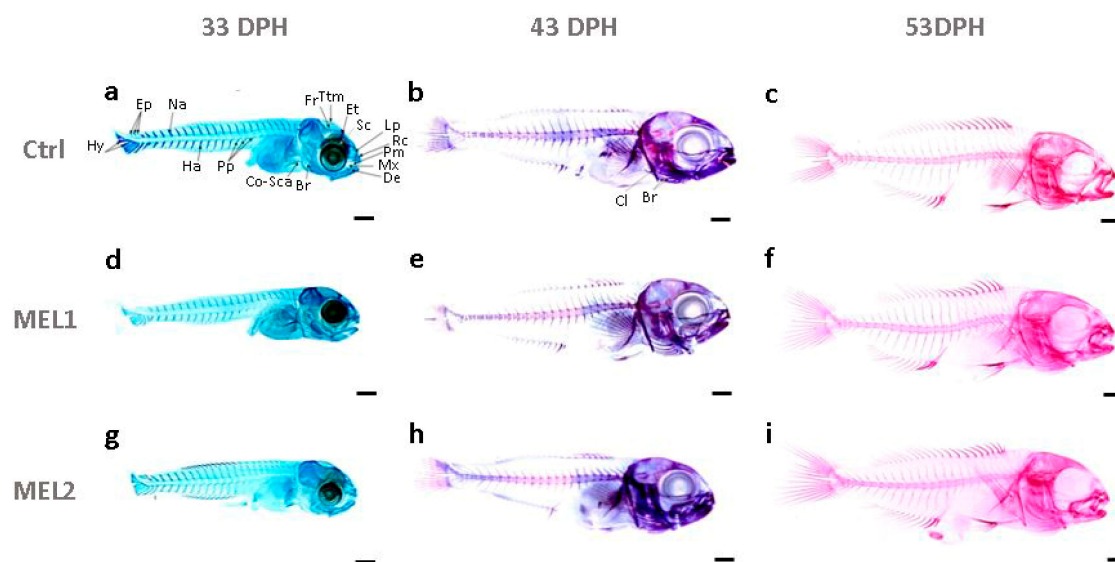 33 DPH 43 DPH 53DPH
a b c
Ep Na Fr Ttm Et
Sc Lp
Ctrl Hy Rc
Pm
Ha Pp Mx
Co-Sca Br De
Cl Br
d e f
MEL1
g h i
MEL2